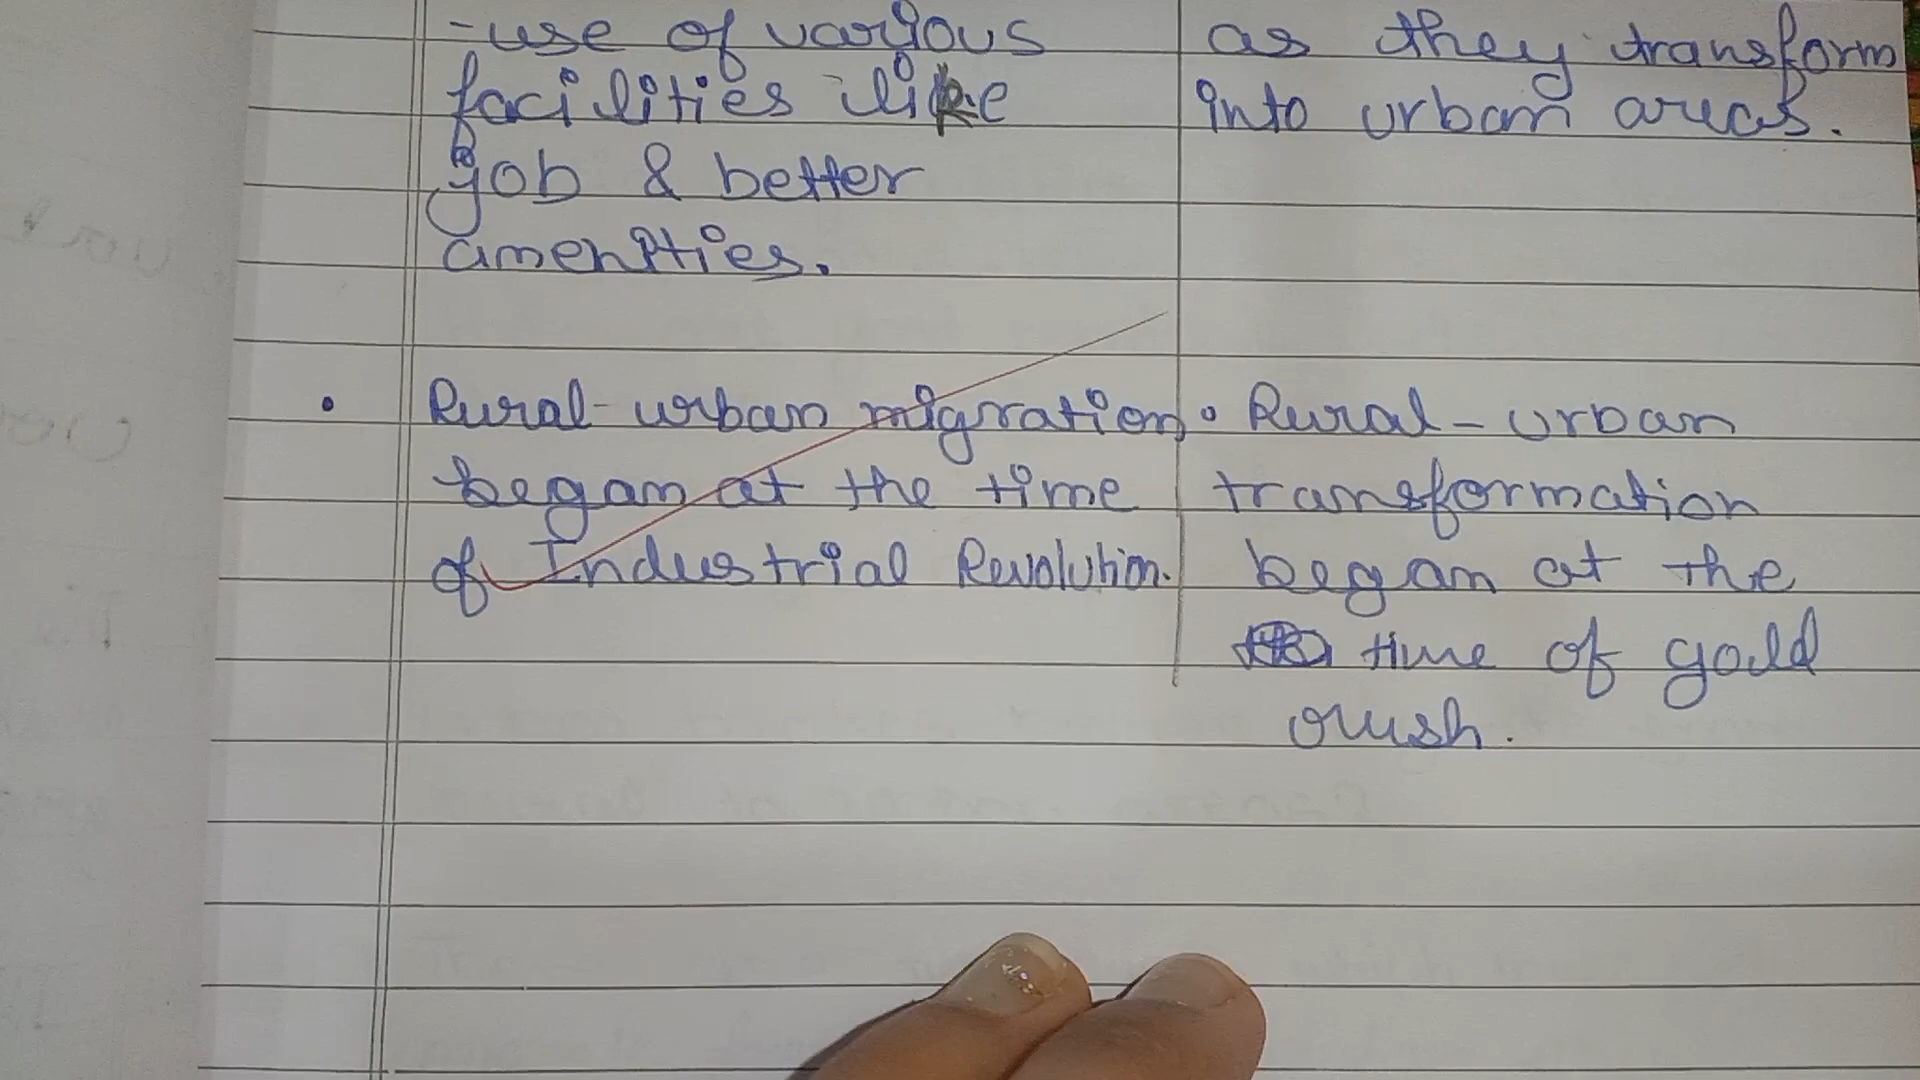 -use of various
facilities like
job & better
amenities.
• Rural-urban migration
began at the time
of Industrial Revolution.
as they transform
into urban areas.
• Rural-urban
transformation
began at the
time of gold
rush.